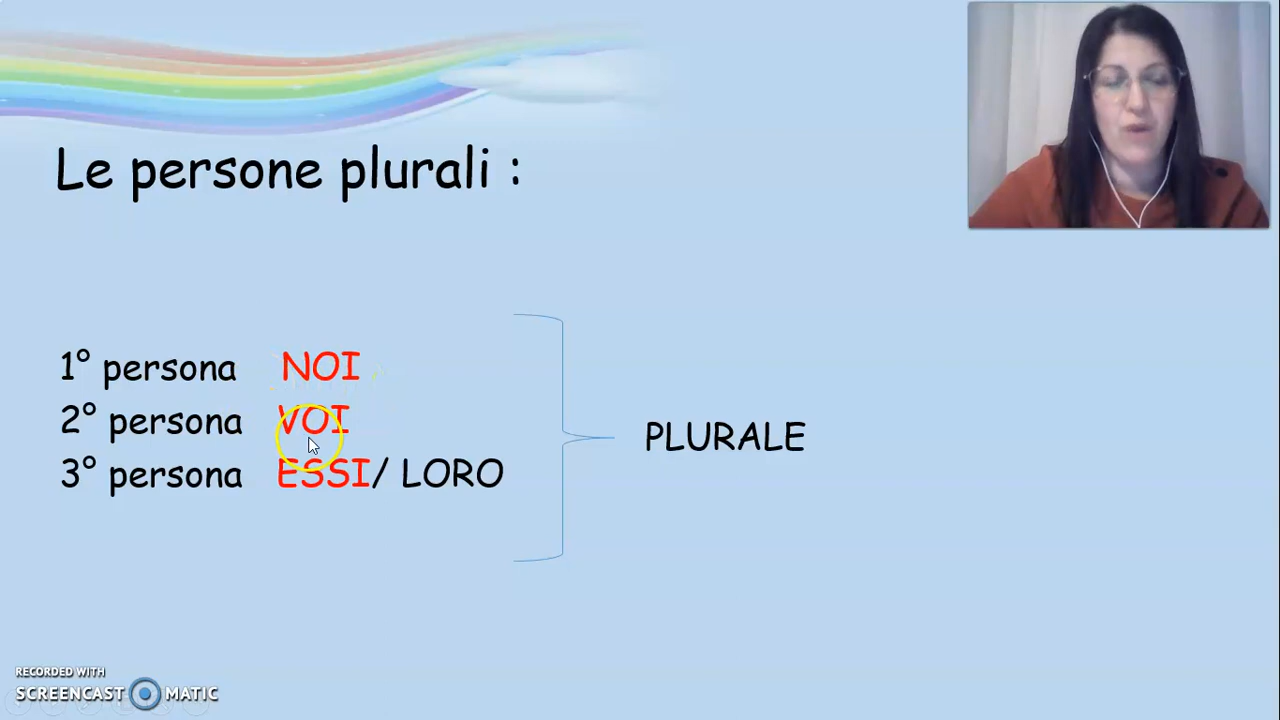 Le persone plurali :
1° persona NOI
2° persona VOI
3° persona ESSI/ LORO
PLURALE
RECORDED WITH
SCREENCAST MATIC